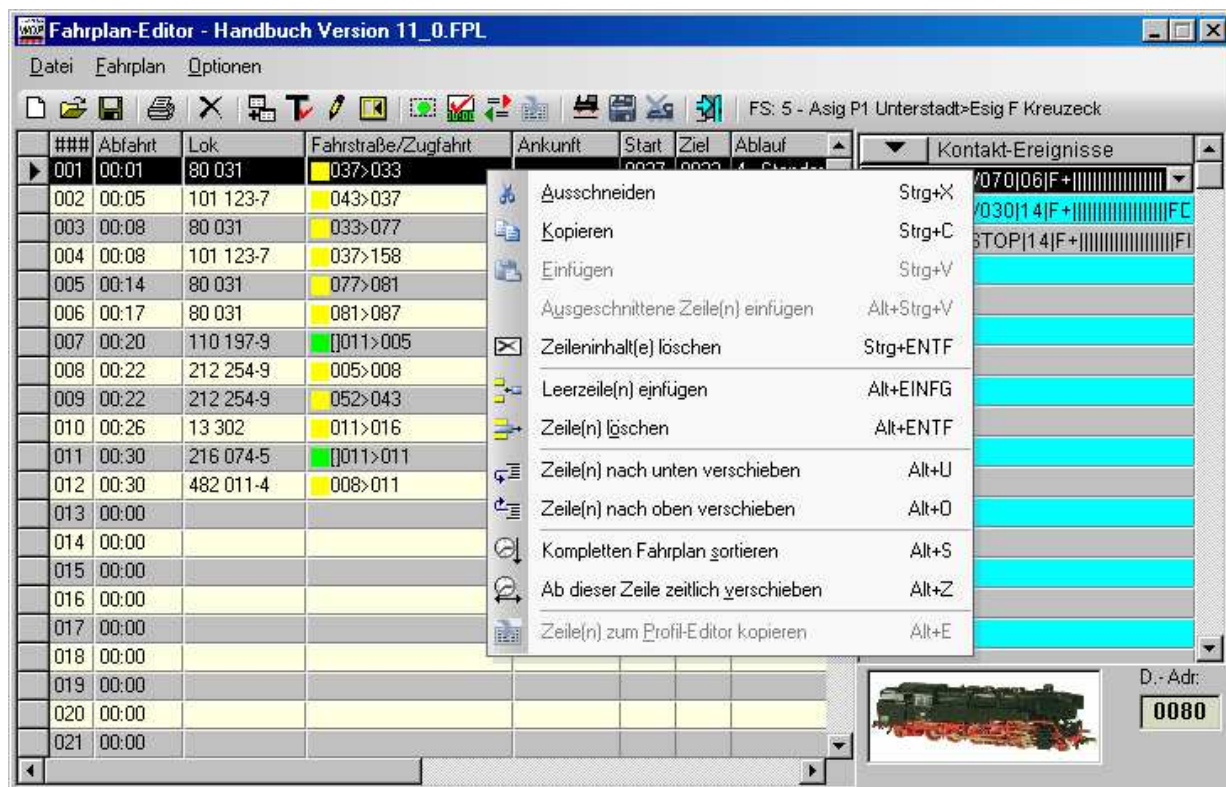 Fahrplan-Editor - Handbuch Version 11_0.FPL
Datei Fahrplan Optionen
FS: 5 - Asig P1 Unterstadt>Esig F Kreuzeck
### Abfahrt Lok Fahrstraße/Zugfahrt Ankunft Start Ziel Ablauf
001 00:01 80 031 037>033
002 00:05 101 123-7 043>037
003 00:08 80 031 033>077
004 00:08 101 123-7 037>158
005 00:14 80 031 077>081
006 00:17 80 031 081>087
007 00:20 110 197-9 []011>005
008 00:22 212 254-9 005>008
009 00:22 212 254-9 052>043
010 00:26 13 302 011>016
011 00:30 216 074-5 []011>011
012 00:30 482 011-4 008>011
013 00:00
014 00:00
015 00:00
016 00:00
017 00:00
018 00:00
019 00:00
020 00:00
021 00:00
Ausschneiden Strg+X
Kopieren Strg+C
Einfügen Strg+V
Ausgeschnittene Zeile(n) einfügen Alt+Strg+V
Zeileninhalt(e) löschen Strg+ENTF
Leerzeile(n) einfügen Alt+EINFG
Zeile(n) löschen Alt+ENTF
Zeile(n) nach unten verschieben Alt+U
Zeile(n) nach oben verschieben Alt+O
Kompletten Fahrplan sortieren Alt+S
Ab dieser Zeile zeitlich verschieben Alt+Z
Zeile(n) zum Profil-Editor kopieren Alt+E
Kontakt-Ereignisse
D.- Adr:
0080